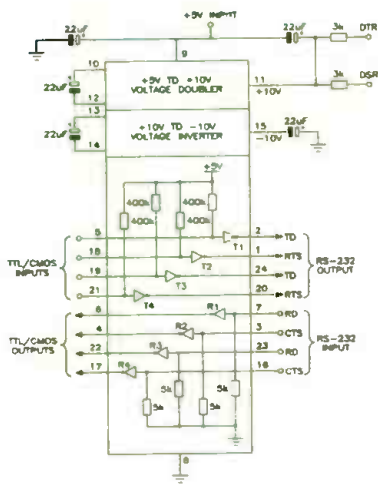 +5V INPUT
22uF
22uF
3k
DTR
9
10
+5V TO +10V
VOLTAGE DOUBLER
11
+10V
3k
DSR
22uF
12
13
+10V TO -10V
VOLTAGE INVERTER
15
-10V
22uF
22uF
14
+5V
400k
400k
400k
400k
TTL/CMOS
INPUTS
5
T1
2
TD
18
T2
1
RTS
19
T3
24
TD
21
T4
20
RTS
RS-232
OUTPUT
TTL/CMOS
OUTPUTS
6
R1
7
RD
4
R2
3
CTS
22
R3
23
RD
17
R4
16
CTS
RS-232
INPUT
5k
5k
5k
5k
8